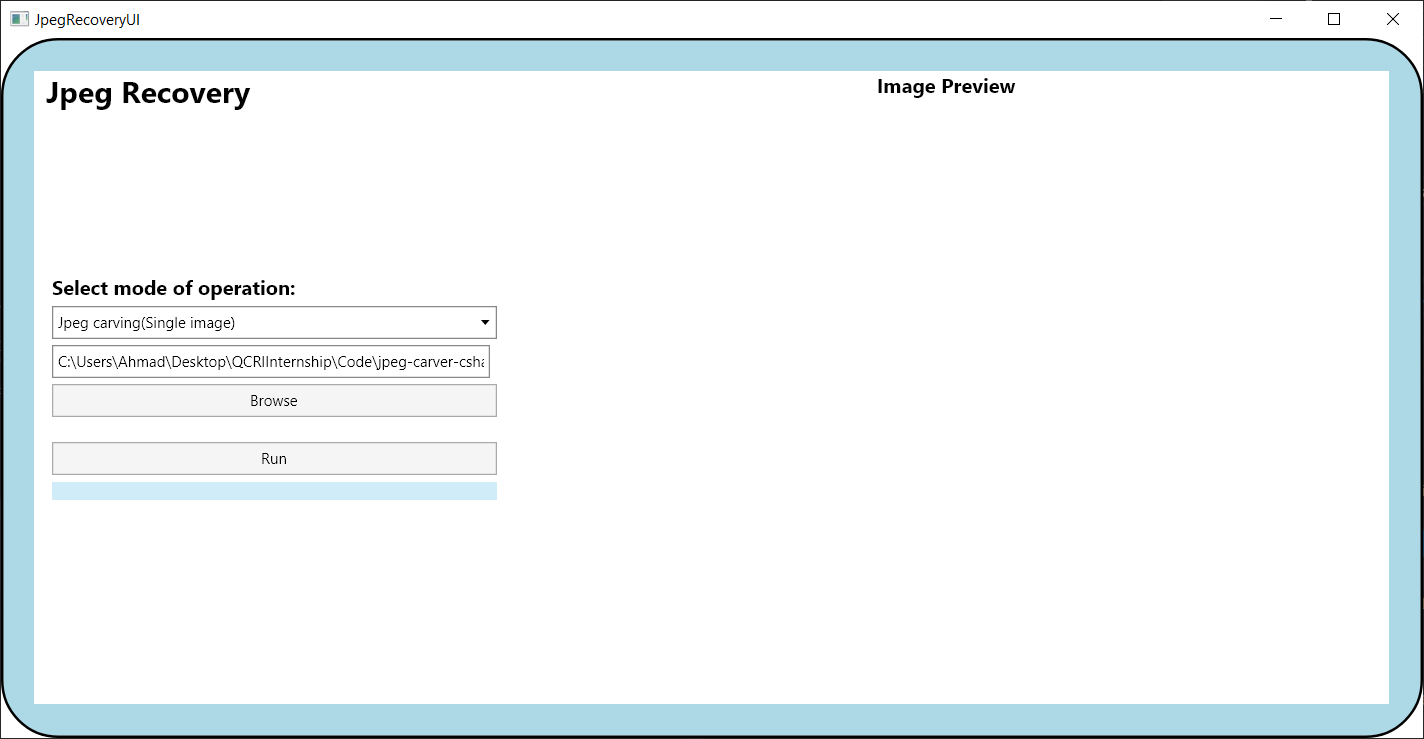 JpegRecoveryUI
Jpeg Recovery
Image Preview
Select mode of operation:
Jpeg carving(Single image)
C:\Users\Ahmad\Desktop\QCRIInternship\Code\jpeg-carver-csha
Browse
Run